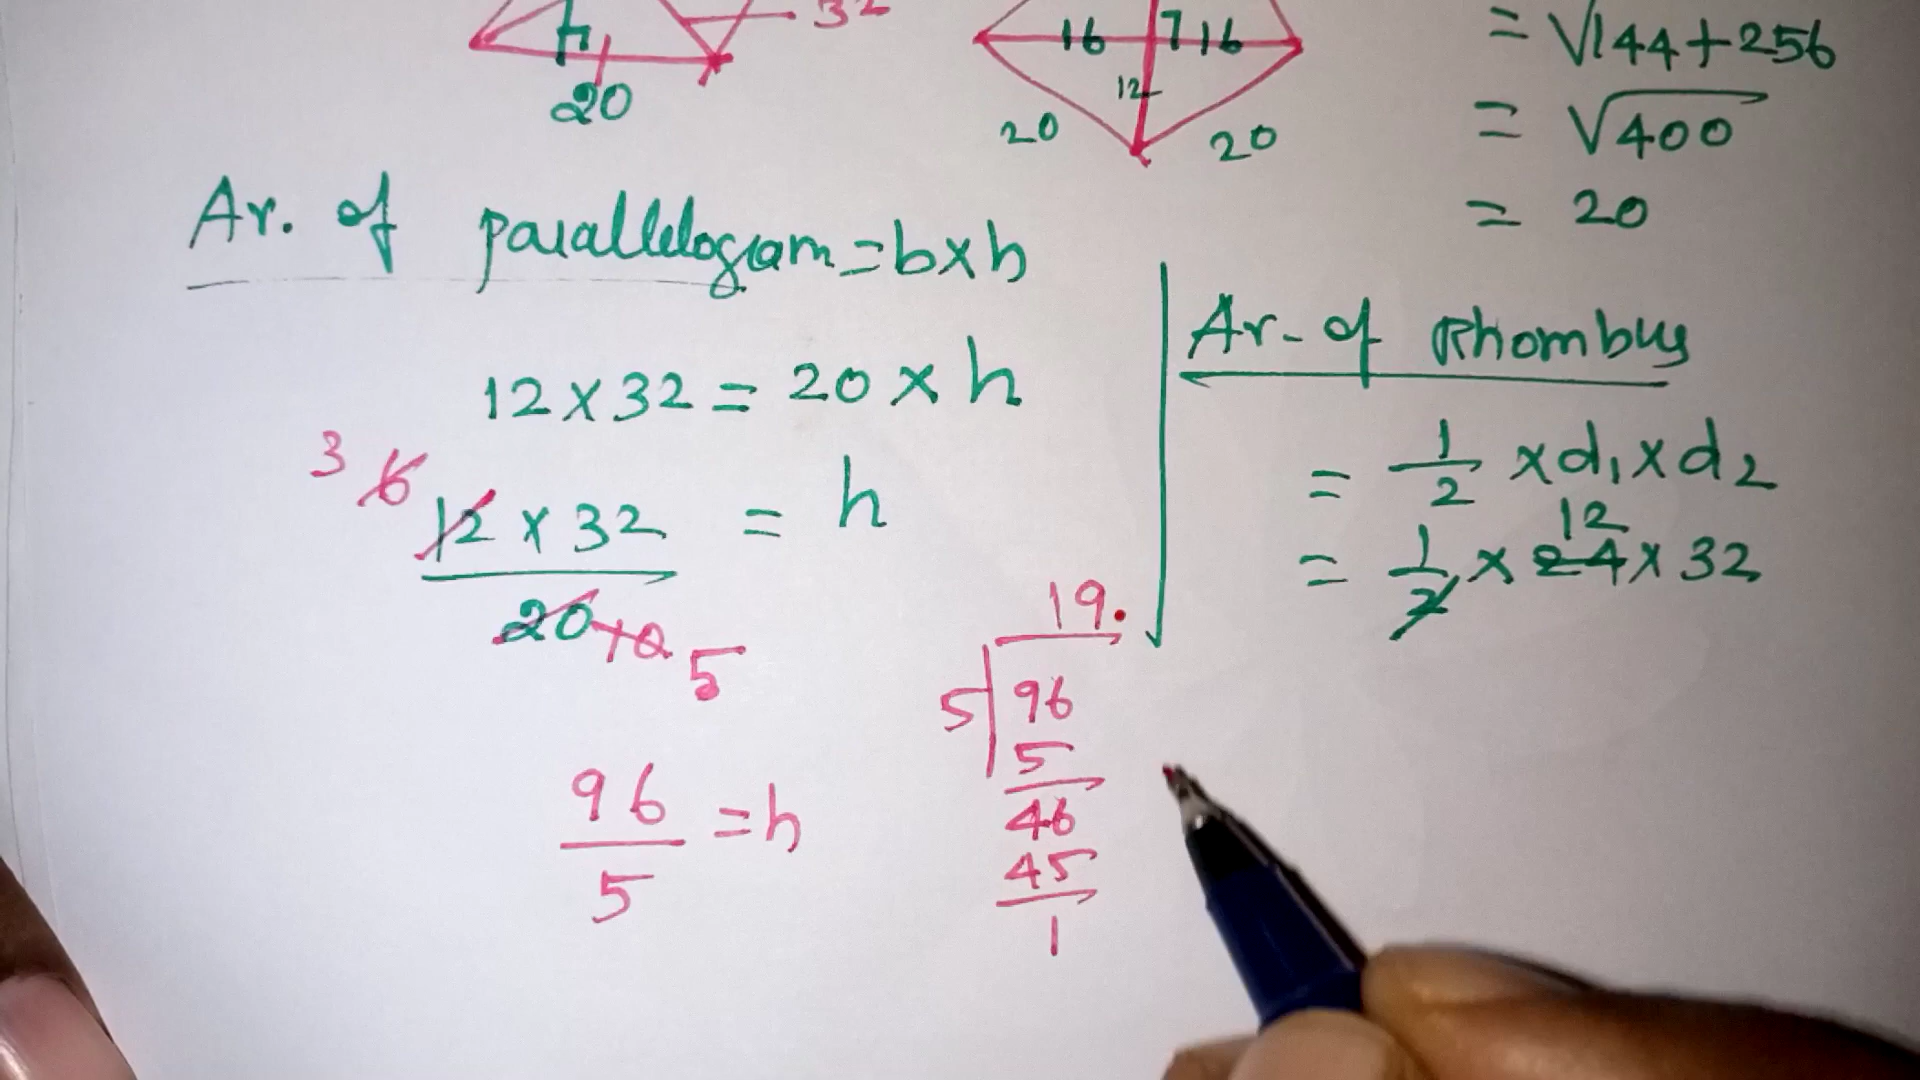 h
32
20
16 7 16
12
20 20
= √144+256
= √400
= 20
Ar. of parallelogram = b×h
12×32 = 20×h
3 6
12 × 32 = h
20 10 5
96 = h
5
19.
5 96
5
46
45
1
Ar. of Rhombus
= 1/2 × d1 × d2
12
= 1/2 × 24 × 32